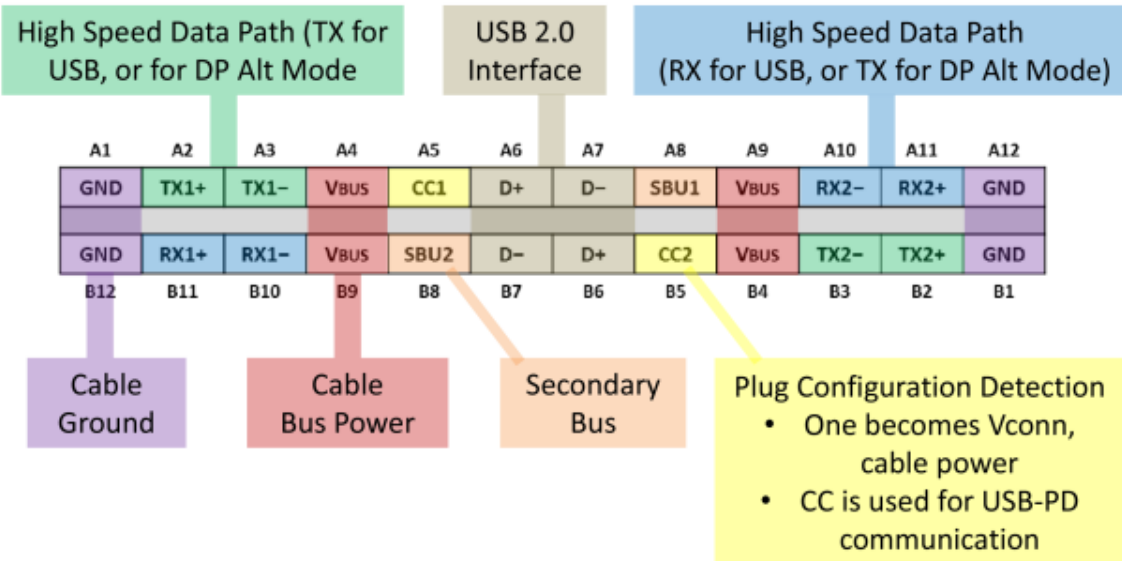 High Speed Data Path (TX for
USB, or for DP Alt Mode
USB 2.0
Interface
High Speed Data Path
(RX for USB, or TX for DP Alt Mode)
A1 A2 A3 A4 A5 A6 A7 A8 A9 A10 A11 A12
GND TX1+ TX1− VBUS CC1 D+ D− SBU1 VBUS RX2− RX2+ GND
GND RX1+ RX1− VBUS SBU2 D− D+ CC2 VBUS TX2− TX2+ GND
B12 B11 B10 B9 B8 B7 B6 B5 B4 B3 B2 B1
Cable
Ground
Cable
Bus Power
Secondary
Bus
Plug Configuration Detection
• One becomes Vconn,
cable power
• CC is used for USB-PD
communication